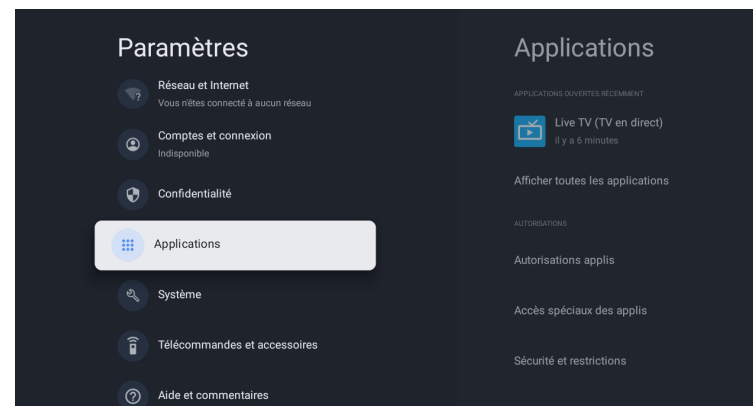 Paramètres
Réseau et Internet
Vous n'êtes connecté à aucun réseau
Comptes et connexion
Indisponible
Confidentialité
Applications
Système
Télécommandes et accessoires
Aide et commentaires
Applications
APPLICATIONS OUVERTES RÉCEMMENT
Live TV (TV en direct)
il y a 6 minutes
Afficher toutes les applications
AUTORISATIONS
Autorisations applis
Accès spéciaux des applis
Sécurité et restrictions